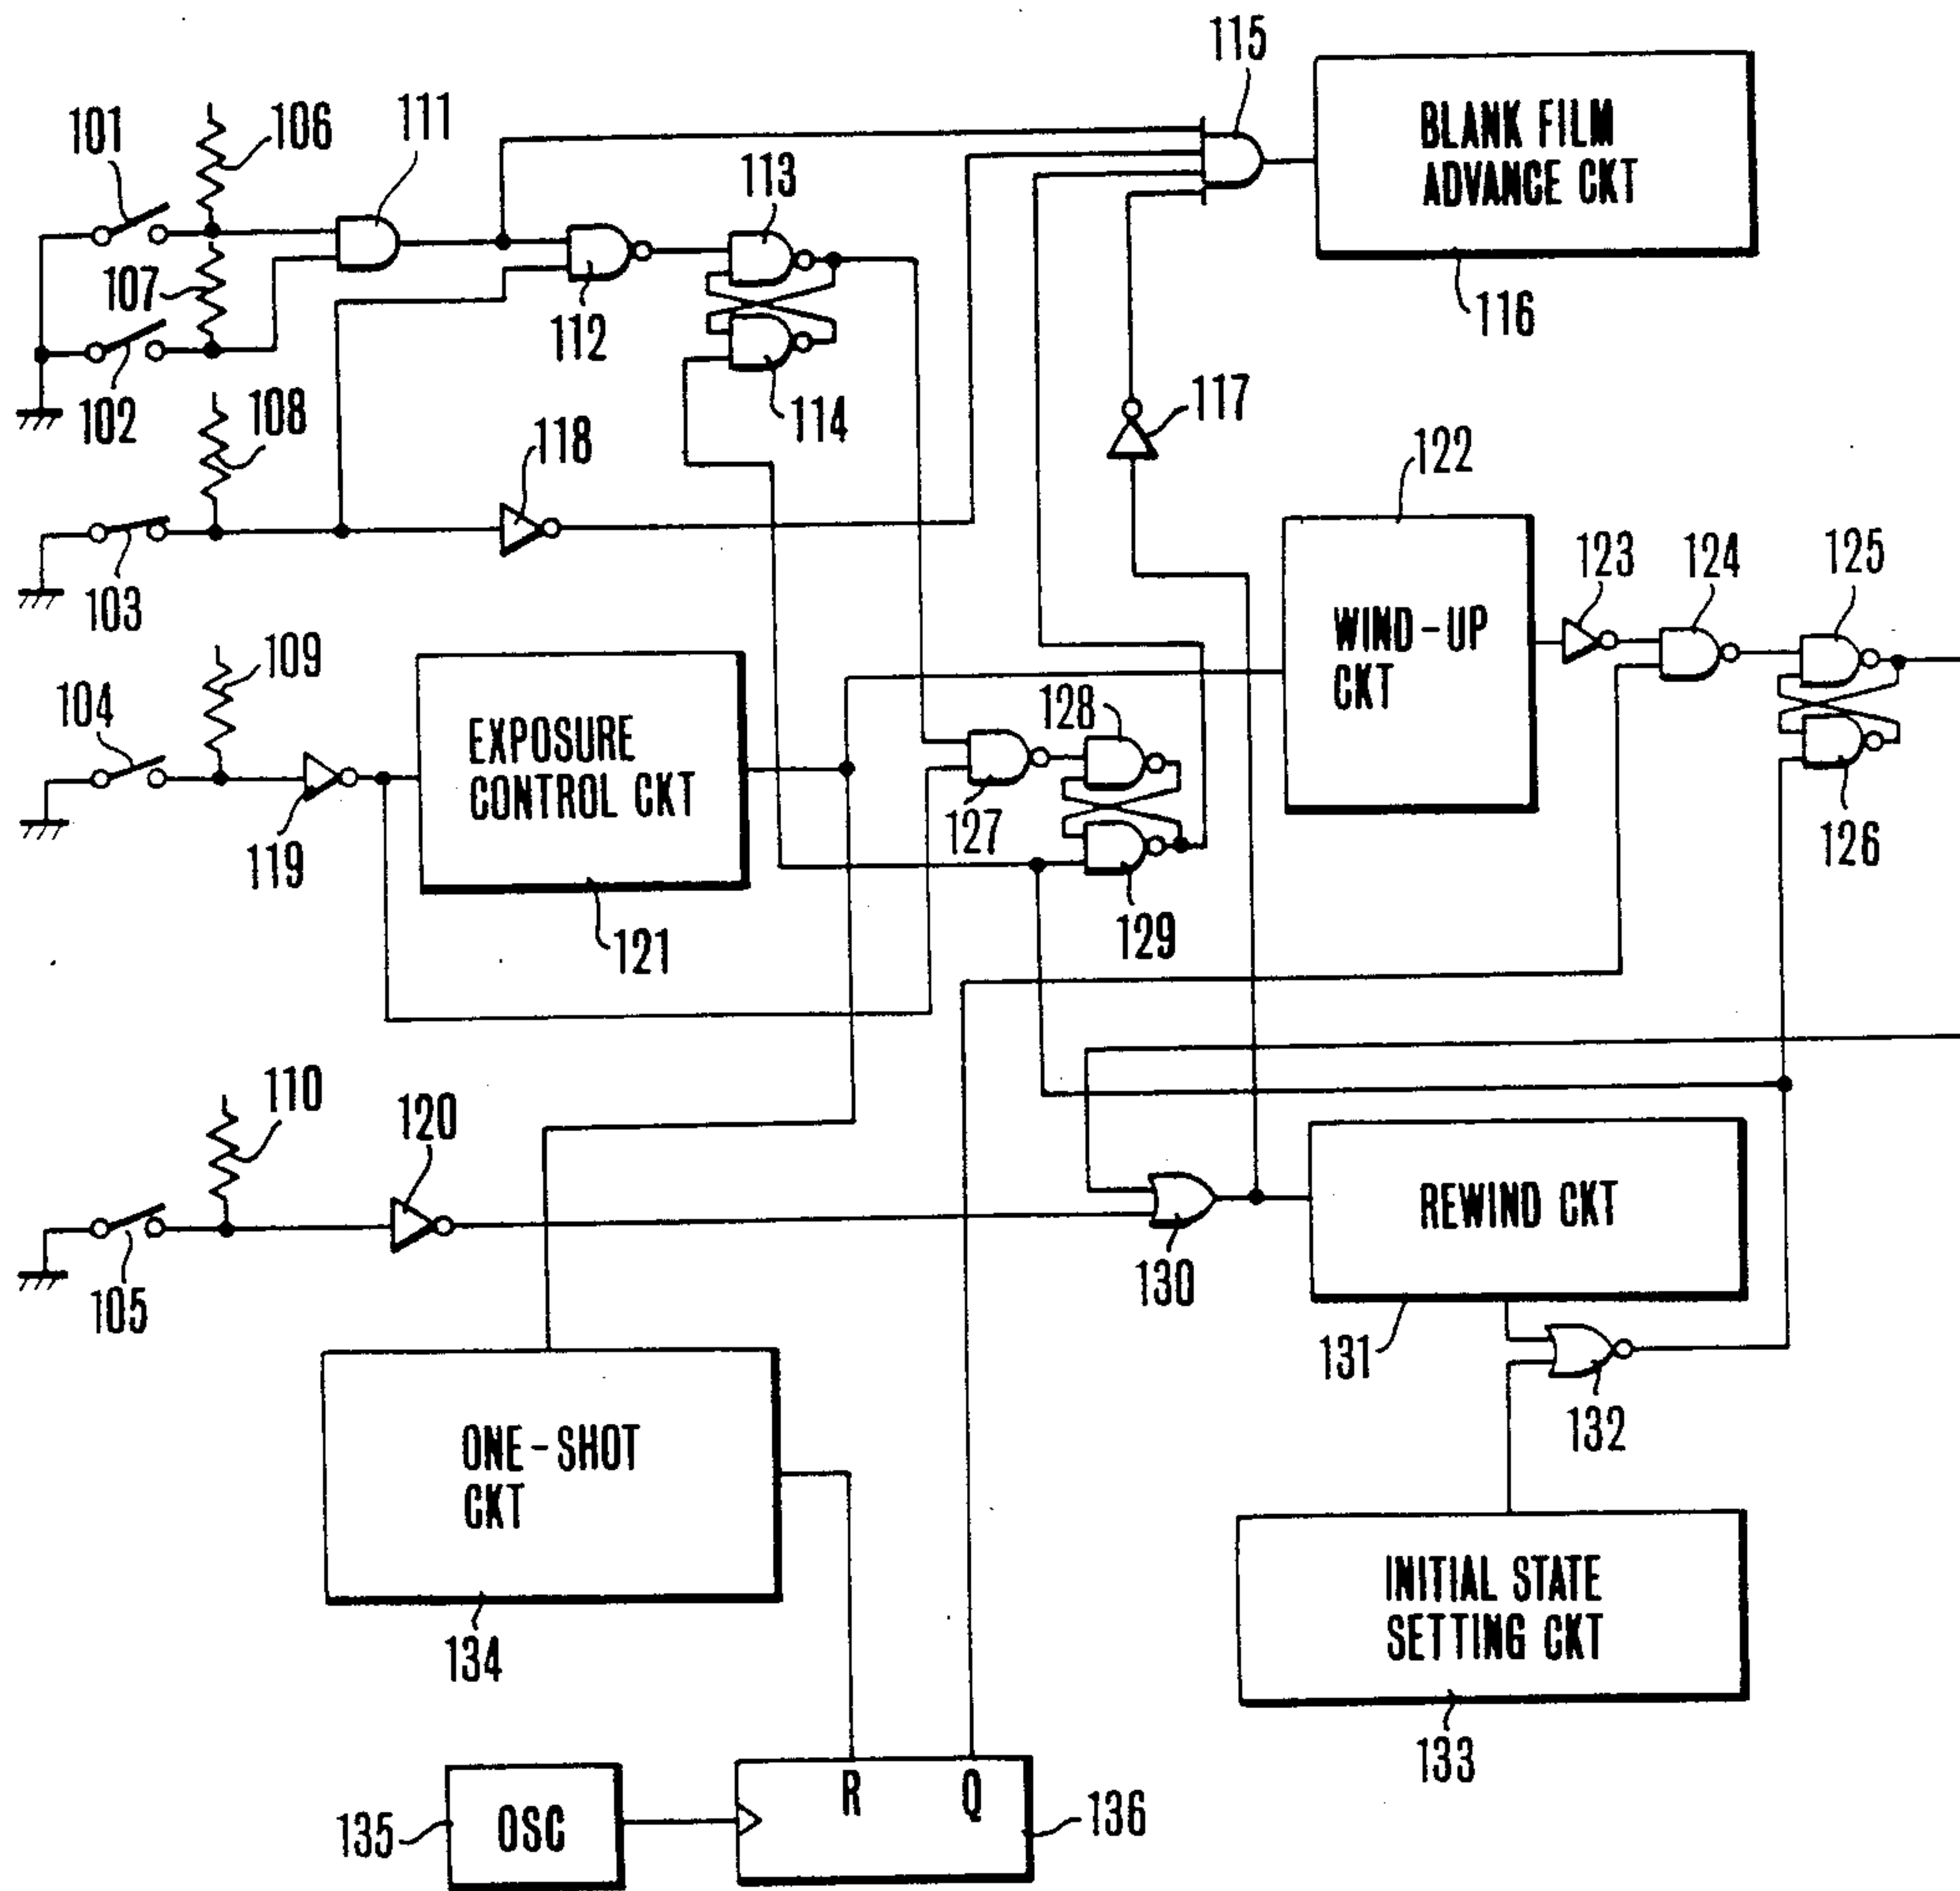 115
BLANK FILM
ADVANCE CKT
116
101
106
111
113
107
112
102
114
108
118
117
103
122
WIND-UP
CKT
123
124
125
109
104
EXPOSURE
CONTROL CKT
128
119
127
126
121
129
110
120
105
130
REWIND CKT
131
132
ONE-SHOT
CKT
134
INITIAL STATE
SETTING CKT
133
R
Q
135
OSC
136